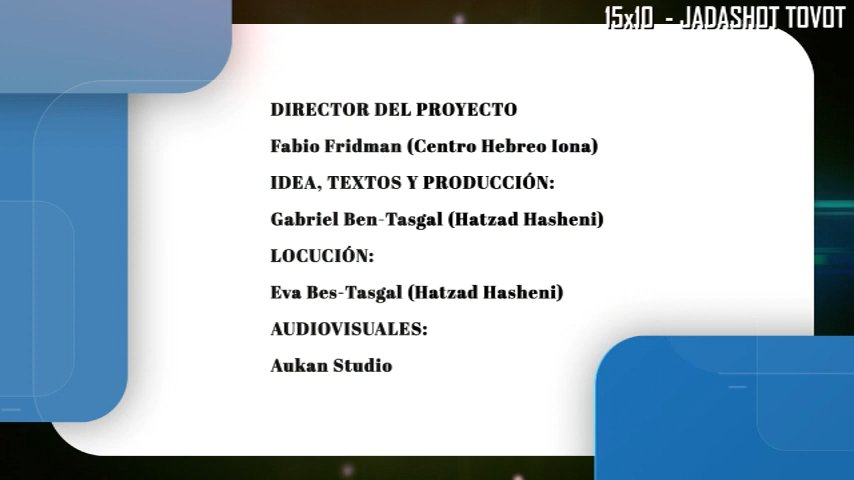 15x10 - JADASHOT TOVOT
DIRECTOR DEL PROYECTO
Fabio Fridman (Centro Hebreo Iona)
IDEA, TEXTOS Y PRODUCCIÓN:
Gabriel Ben-Tasgal (Hatzad Hasheni)
LOCUCIÓN:
Eva Bes-Tasgal (Hatzad Hasheni)
AUDIOVISUALES:
Aukan Studio